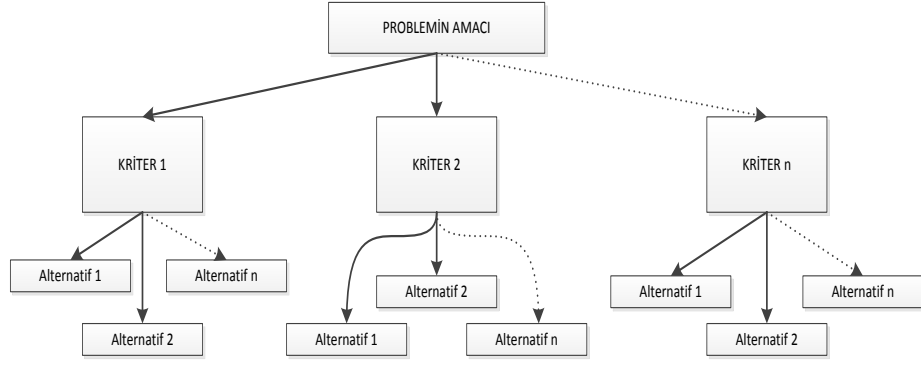 PROBLEMİN AMACI
KRİTER 1
KRİTER 2
KRİTER n
Alternatif 1
Alternatif n
Alternatif 2
Alternatif 2
Alternatif 1
Alternatif n
Alternatif 1
Alternatif n
Alternatif 2